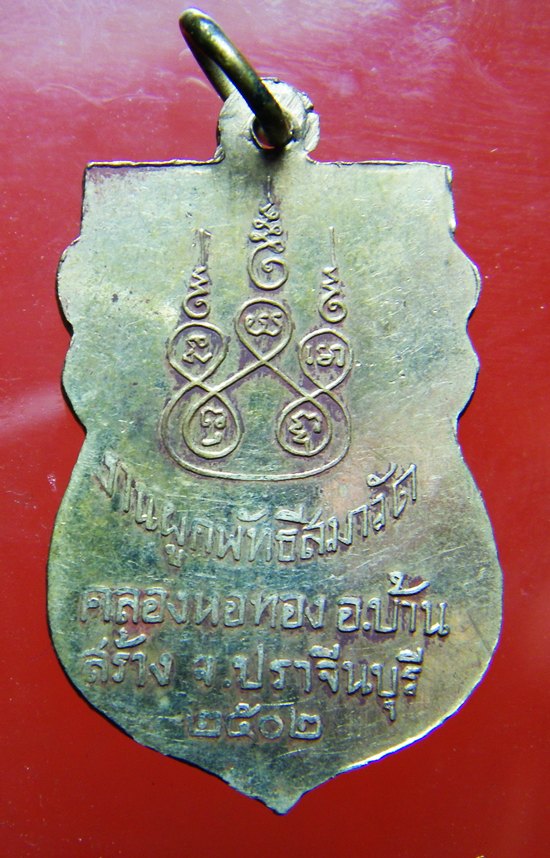 งานผูกพัทธีสมาวัด
คลองหอทอง อ.บ้าน
สร้าง จ.ปราจีนบุรี
๒๕๐๒